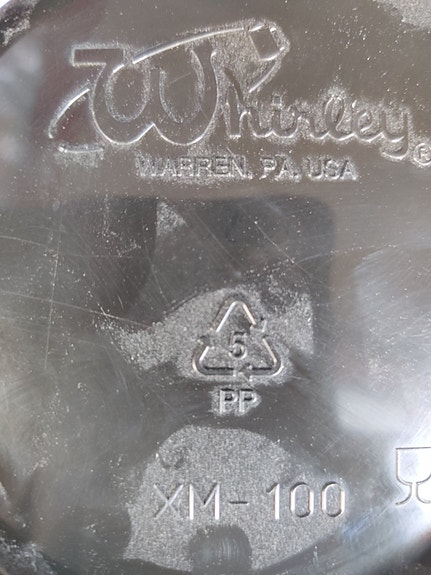 Whirley®
WARREN, PA, USA
5
PP
XM-100